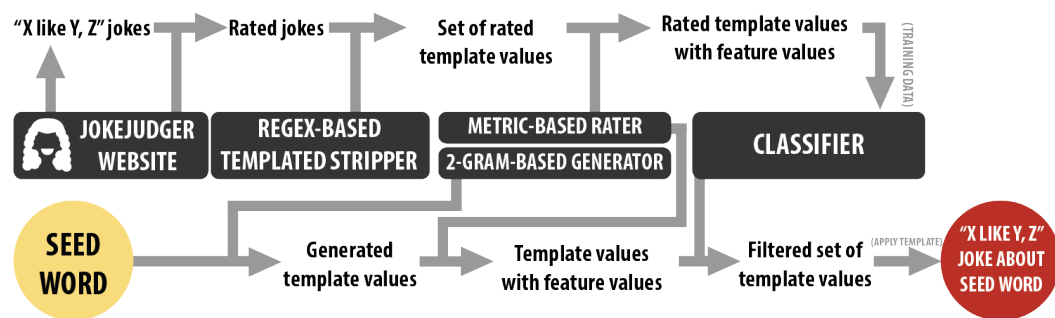 “X like Y, Z” jokes
Rated jokes
Set of rated
template values
Rated template values
with feature values
(TRAINING DATA)
JOKEJUDGER
WEBSITE
REGEX-BASED
TEMPLATED STRIPPER
METRIC-BASED RATER
2-GRAM-BASED GENERATOR
CLASSIFIER
SEED
WORD
Generated
template values
Template values
with feature values
Filtered set of
template values
(APPLY TEMPLATE)
“X LIKE Y, Z”
JOKE ABOUT
SEED WORD